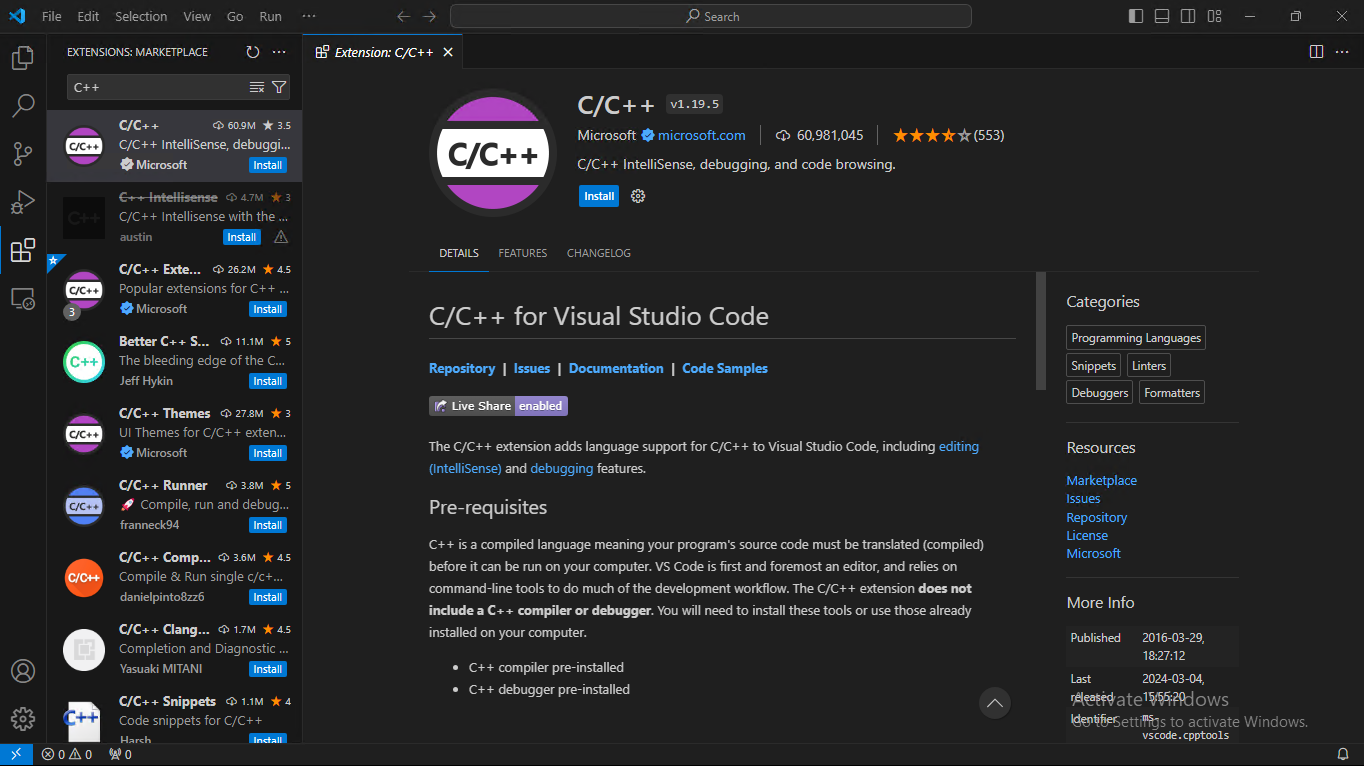 File Edit Selection View Go Run ···
Search
EXTENSIONS: MARKETPLACE
C++
C/C++ 60.9M 3.5
C/C++ IntelliSense, debuggi...
Microsoft Install
C++ Intellisense 4.7M 3
C/C++ Intellisense with the ...
austin Install
C/C++ Exte... 26.2M 4.5
Popular extensions for C++ ...
Microsoft Install
3
Better C++ S... 11.1M 5
The bleeding edge of the C...
Jeff Hykin Install
C/C++ Themes 27.8M 3
UI Themes for C/C++ exten...
Microsoft Install
C/C++ Runner 3.8M 5
🚀 Compile, run and debug...
franneck94 Install
C/C++ Comp... 3.6M 4.5
Compile & Run single c/c+...
danielpinto8zz6 Install
C/C++ Clang... 1.7M 4.5
Completion and Diagnostic ...
Yasuaki MITANI Install
C/C++ Snippets 1.1M 4
Code snippets for C/C++
Harsh Install
C/C++
C++
C/C++
C++
C/C++
C/C++
C/C++
C++
Extension: C/C++
C/C++
C/C++ v1.19.5
Microsoft microsoft.com 60,981,045 (553)
C/C++ IntelliSense, debugging, and code browsing.
Install
DETAILS FEATURES CHANGELOG
C/C++ for Visual Studio Code
Repository | Issues | Documentation | Code Samples
Live Share enabled
The C/C++ extension adds language support for C/C++ to Visual Studio Code, including editing
(IntelliSense) and debugging features.
Pre-requisites
C++ is a compiled language meaning your program's source code must be translated (compiled)
before it can be run on your computer. VS Code is first and foremost an editor, and relies on
command-line tools to do much of the development workflow. The C/C++ extension does not
include a C++ compiler or debugger. You will need to install these tools or use those already
installed on your computer.
• C++ compiler pre-installed
• C++ debugger pre-installed
Categories
Programming Languages
Snippets Linters
Debuggers Formatters
Resources
Marketplace
Issues
Repository
License
Microsoft
More Info
Published 2016-03-29,
18:27:12
Last 2024-03-04,
released 15:55:20
Identifier ms-
vscode.cpptools
Activate Windows
Go to Settings to activate Windows.
0 0 0